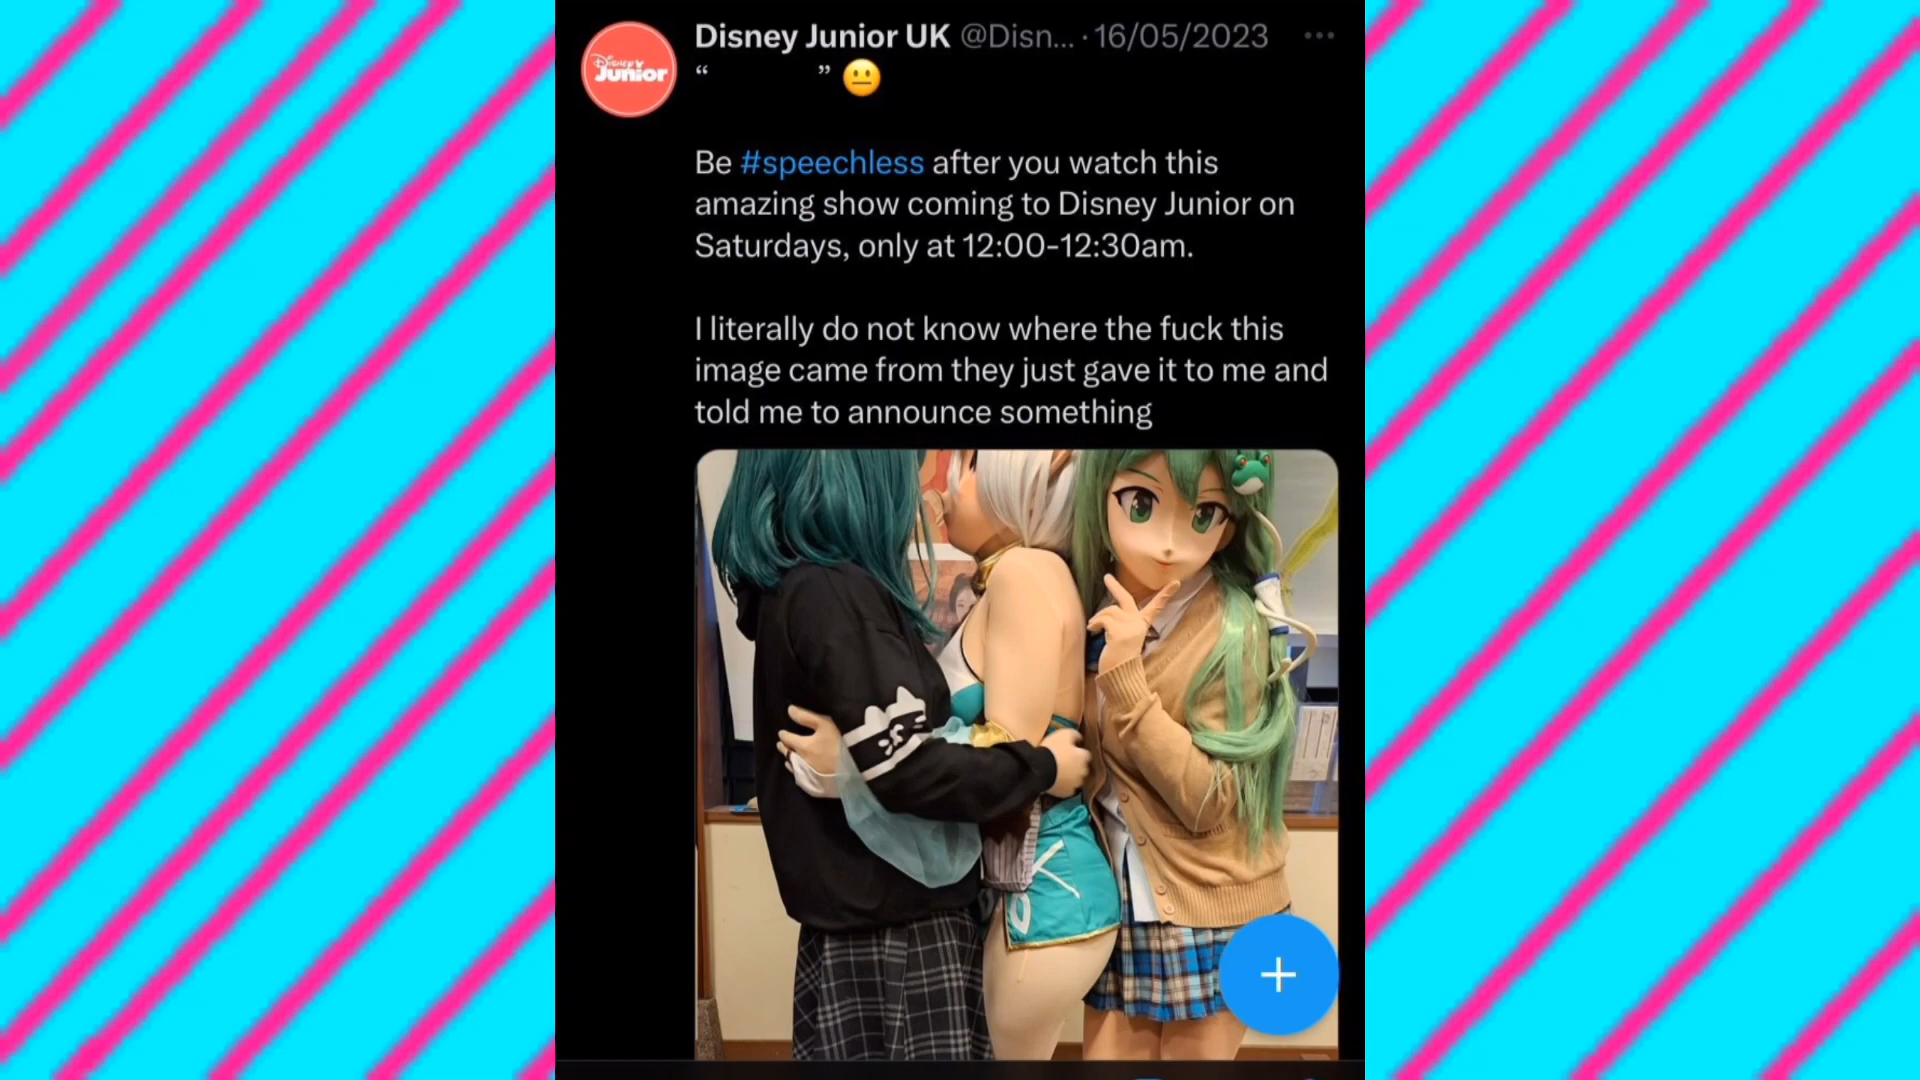 Disney Junior UK @Disn... · 16/05/2023
“ ” 😐
Disney Junior
Be #speechless after you watch this
amazing show coming to Disney Junior on
Saturdays, only at 12:00-12:30am.
I literally do not know where the fuck this
image came from they just gave it to me and
told me to announce something